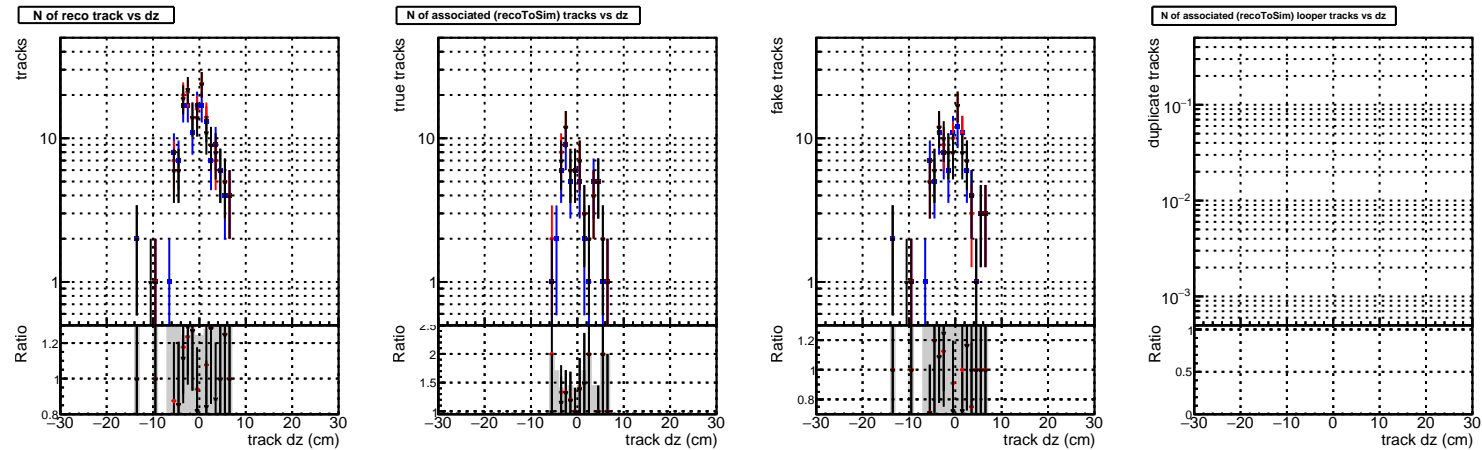 N of reco track vs dz
tracks
10
1
Ratio
1.2
1
0.8
−30 −20 −10 0 10 20 30
track dz (cm)
N of associated (recoToSim) tracks vs dz
true tracks
10
1
Ratio
2.5
2
1.5
1
−30 −20 −10 0 10 20 30
track dz (cm)
fake tracks
10
1
Ratio
1.2
1
0.8
−30 −20 −10 0 10 20 30
track dz (cm)
N of associated (recoToSim) looper tracks vs dz
duplicate tracks
10−1
10−2
10−3
Ratio
1
0.5
0
−30 −20 −10 0 10 20 30
track dz (cm)